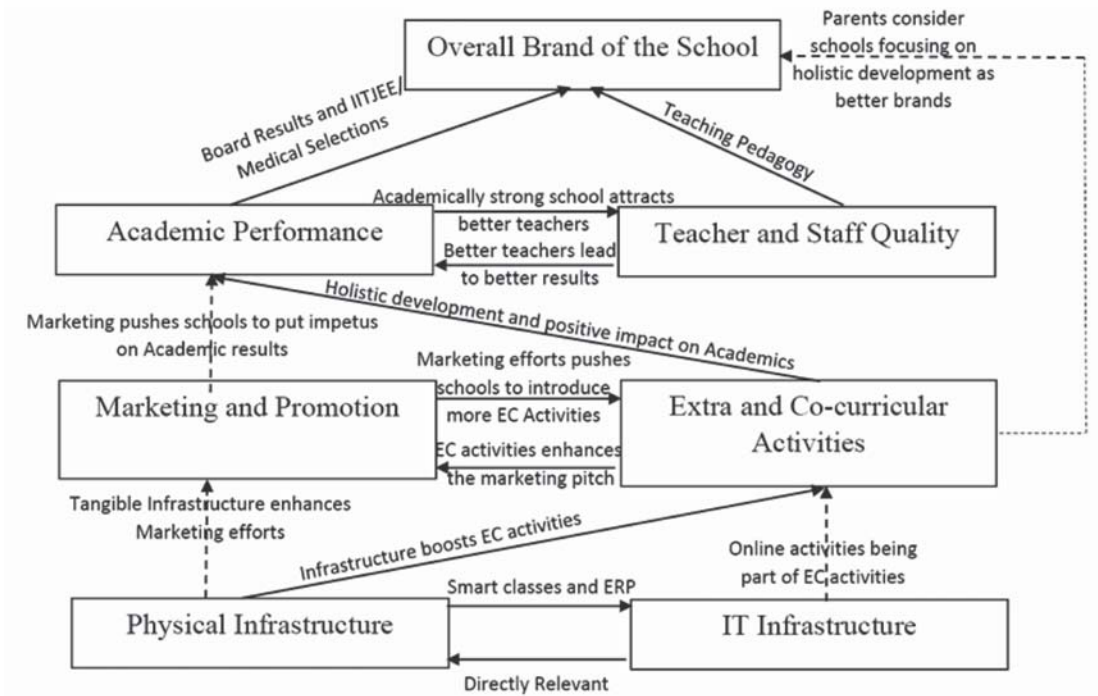 Parents consider
schools focusing on
holistic development as
better brands
Overall Brand of the School
Board Results and IITJEE/
Medical Selections
Teaching Pedagogy
Academic Performance
Academically strong school attracts
better teachers
Better teachers lead
to better results
Teacher and Staff Quality
Marketing pushes schools to put impetus
on Academic results
Holistic development and positive impact on Academics
Marketing and Promotion
Marketing efforts pushes
schools to introduce
more EC Activities
EC activities enhances
the marketing pitch
Extra and Co-curricular
Activities
Tangible Infrastructure enhances
Marketing efforts
Infrastructure boosts EC activities
Online activities being
part of EC activities
Physical Infrastructure
Smart classes and ERP
IT Infrastructure
Directly Relevant